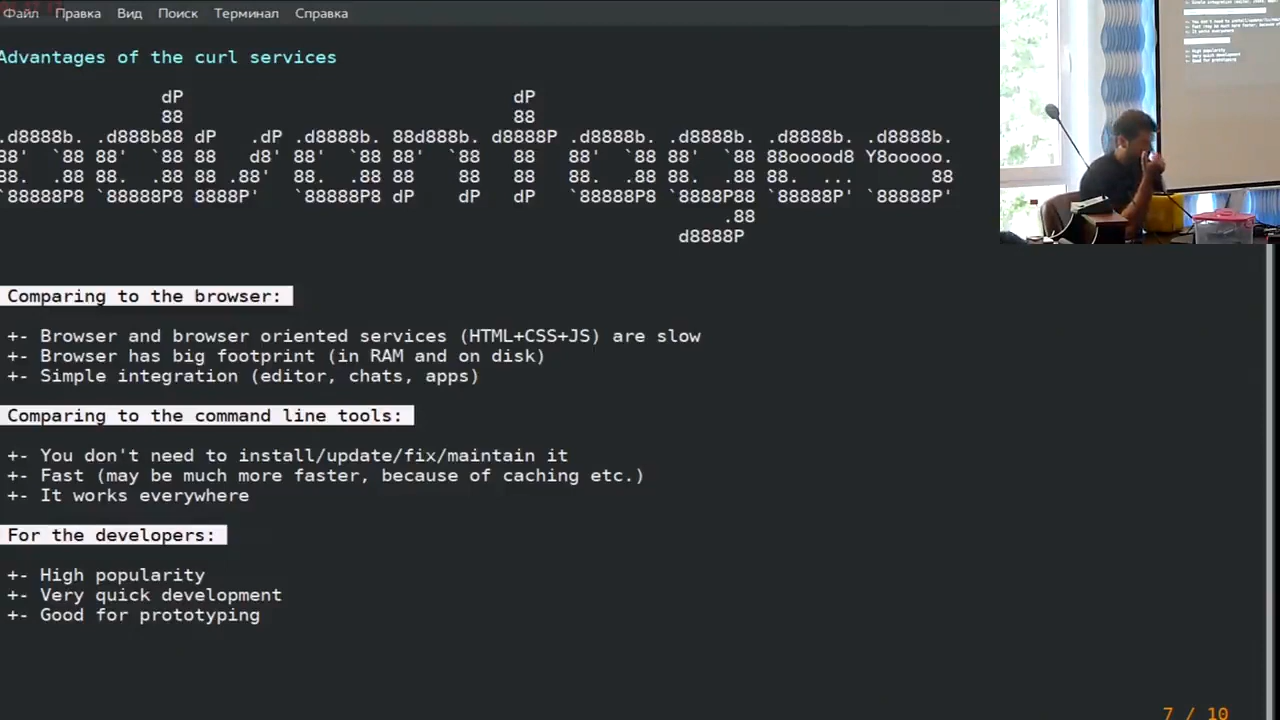 Файл Правка Вид Поиск Терминал Справка
Advantages of the curl services
advantages
Comparing to the browser:
+- Browser and browser oriented services (HTML+CSS+JS) are slow
+- Browser has big footprint (in RAM and on disk)
+- Simple integration (editor, chats, apps)
Comparing to the command line tools:
+- You don't need to install/update/fix/maintain it
+- Fast (may be much more faster, because of caching etc.)
+- It works everywhere
For the developers:
+- High popularity
+- Very quick development
+- Good for prototyping
7 / 10